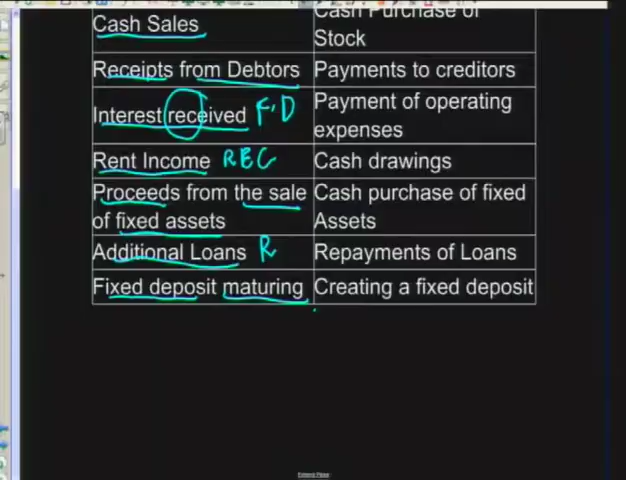 Cash Sales
Cash Purchase of
Stock
Receipts from Debtors
Payments to creditors
Interest received F.D
Payment of operating
expenses
Rent Income REC
Cash drawings
Proceeds from the sale
of fixed assets
Cash purchase of fixed
Assets
Additional Loans R
Repayments of Loans
Fixed deposit maturing
Creating a fixed deposit